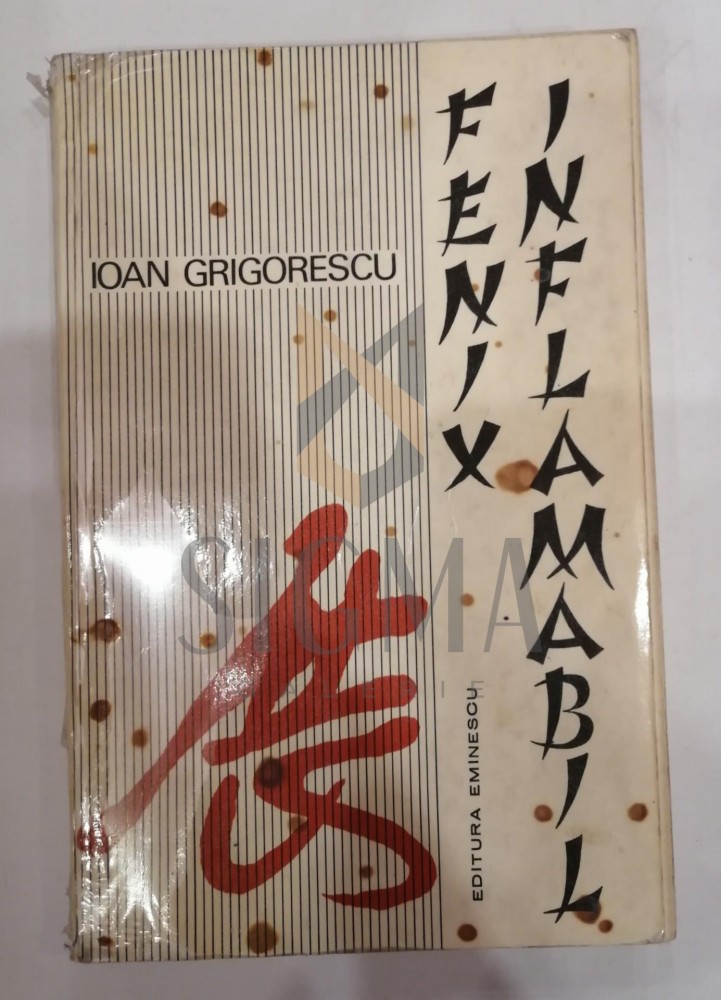 IOAN GRIGORESCU
FENIX
INFLAMABIL
EDITURA EMINESCU
SIGMA